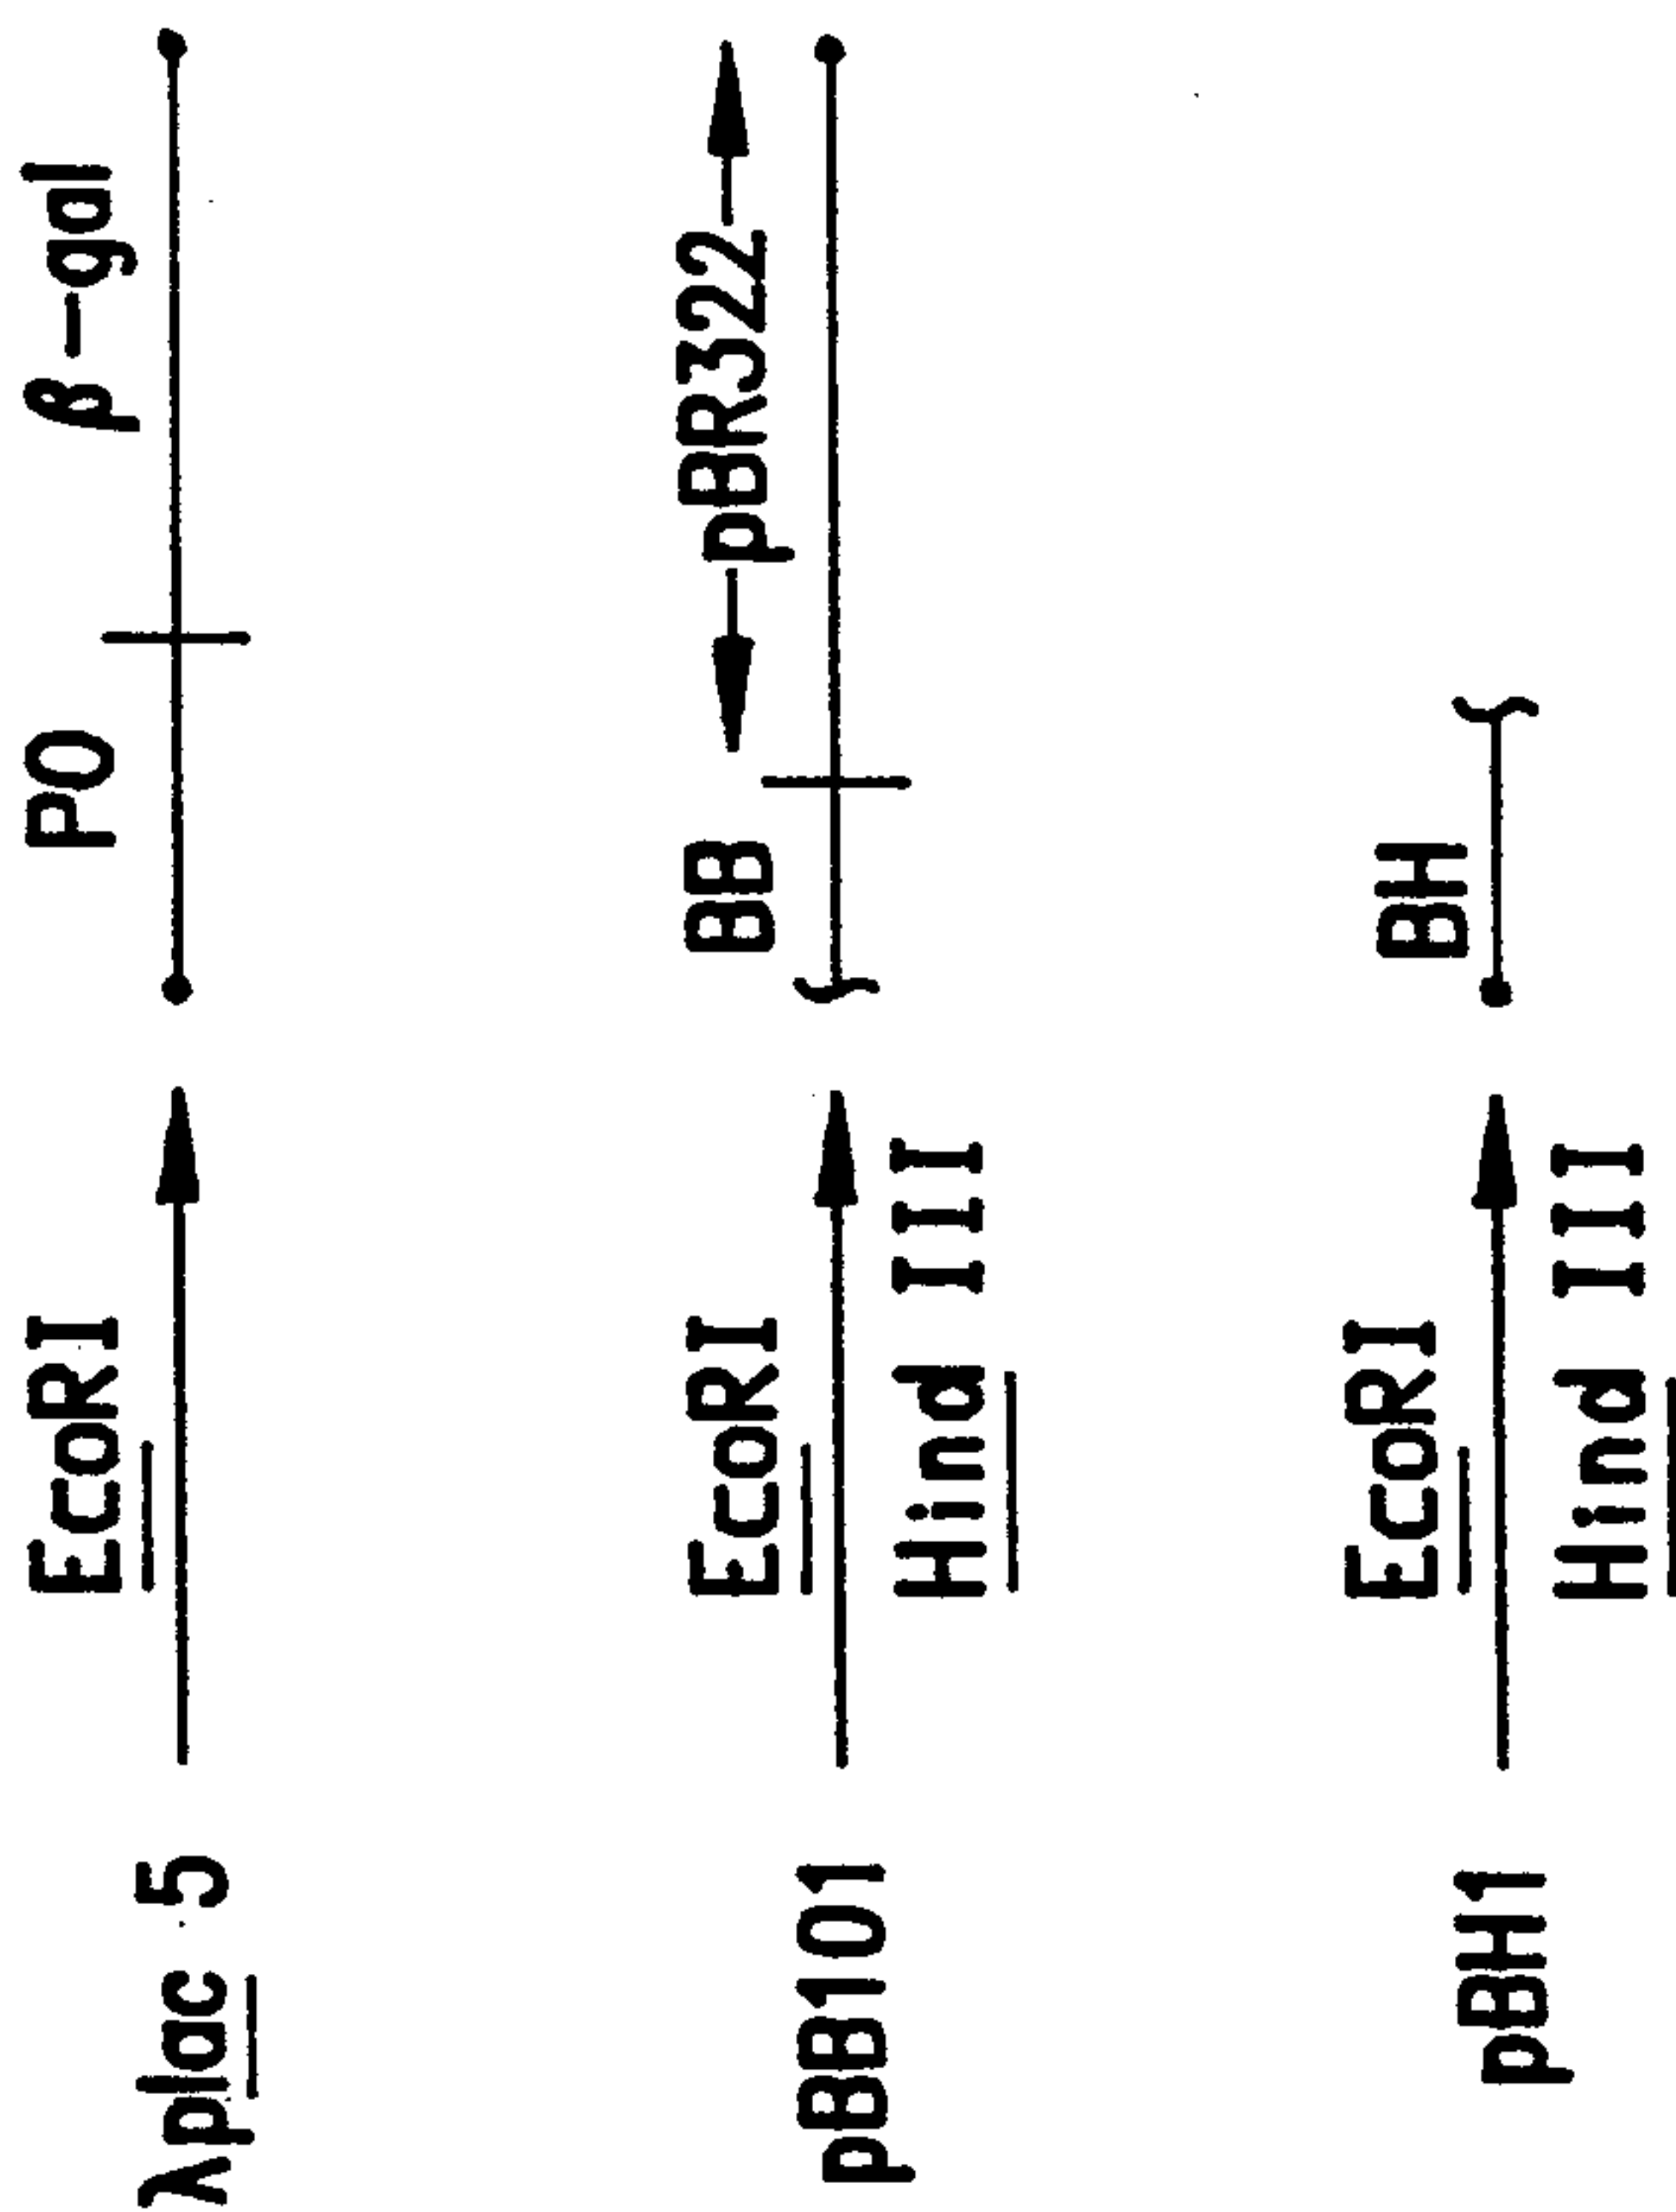 λplac 5
EcoRI
PO
β-gal
pBB101
EcoRI
Hind III
BB
pBR322
pBH1
EcoRI
Hind III
BH